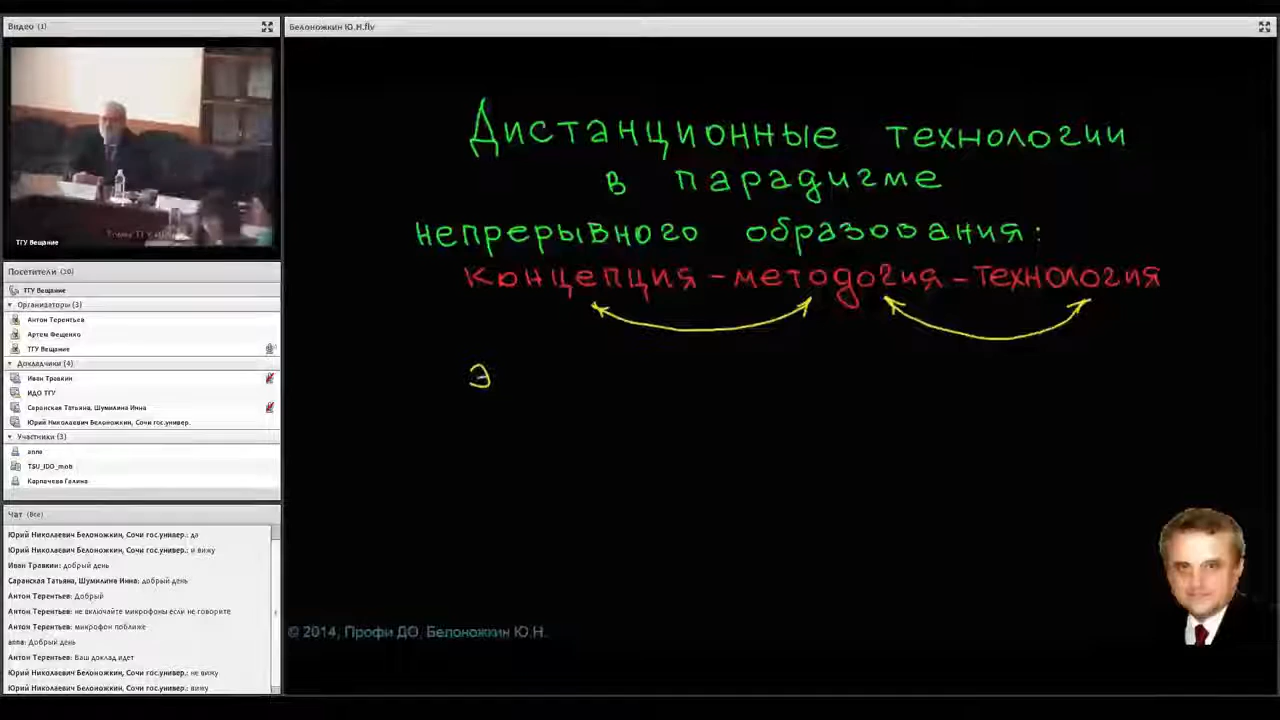 Видео (1)
ТГУ Вещание
Посетители (10)
ТГУ Вещание
Организаторы (3)
Антон Терентьев
Артем Фещенко
ТГУ Вещание
Докладчики (4)
Иван Травкин
ИДО ТГУ
Саранская Татьяна, Шумилина Инна
Юрий Николаевич Белоножкин, Сочи гос.универ.
Участники (3)
anna
TSU_IDO_mob
Карпачева Галина
Чат (Все)
Юрий Николаевич Белоножкин, Сочи гос.универ.: да
Юрий Николаевич Белоножкин, Сочи гос.универ.: и вижу
Иван Травкин: добрый день
Саранская Татьяна, Шумилина Инна: добрый день
Антон Терентьев: Добрый
Антон Терентьев: не включайте микрофоны если не говорите
Антон Терентьев: микрофон поближе
anna: Добрый день
Антон Терентьев: Ваш доклад идет
Юрий Николаевич Белоножкин, Сочи гос.универ.: не вижу
Юрий Николаевич Белоножкин, Сочи гос.универ.: вижу
Белоножкин Ю.Н.flv
Дистанционные технологии
в парадигме
непрерывного образования:
концепция - методогия - технология
э
© 2014, Профи ДО, Белоножкин Ю.Н.